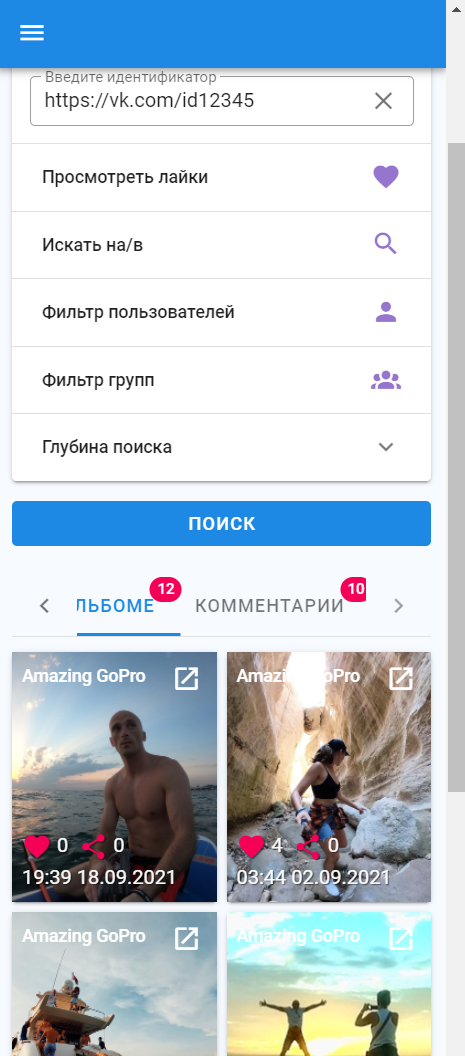 Введите идентификатор
https://vk.com/id12345
Просмотреть лайки
Искать на/в
Фильтр пользователей
Фильтр групп
Глубина поиска
ПОИСК
ЛЬБОМЕ 12
КОММЕНТАРИИ 10
Amazing GoPro
Amazing GoPro
0 0
4 0
19:39 18.09.2021
03:44 02.09.2021
Amazing GoPro
Amazing GoPro